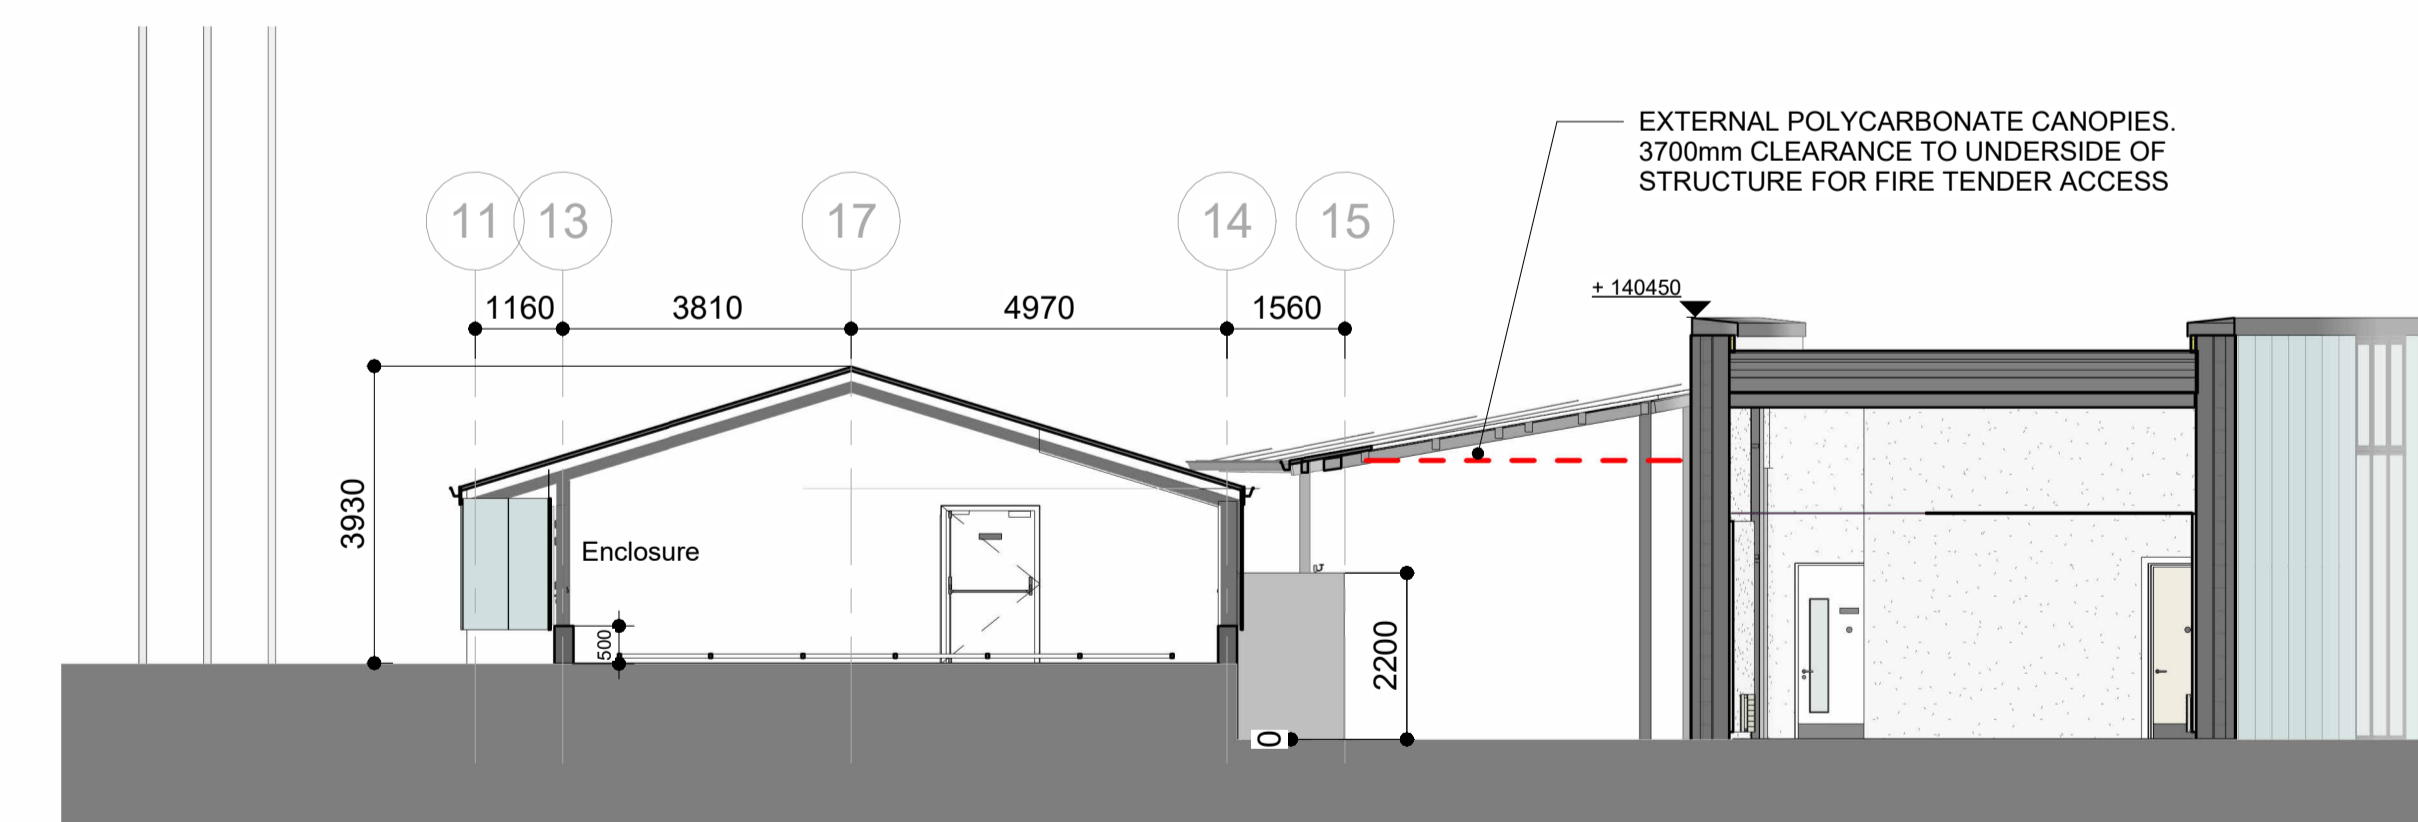 EXTERNAL POLYCARBONATE CANOPIES.
3700mm CLEARANCE TO UNDERSIDE OF
STRUCTURE FOR FIRE TENDER ACCESS
11 13 17 14 15
+ 140450
1160 3810 4970 1560
3930
Enclosure
500
2200
0